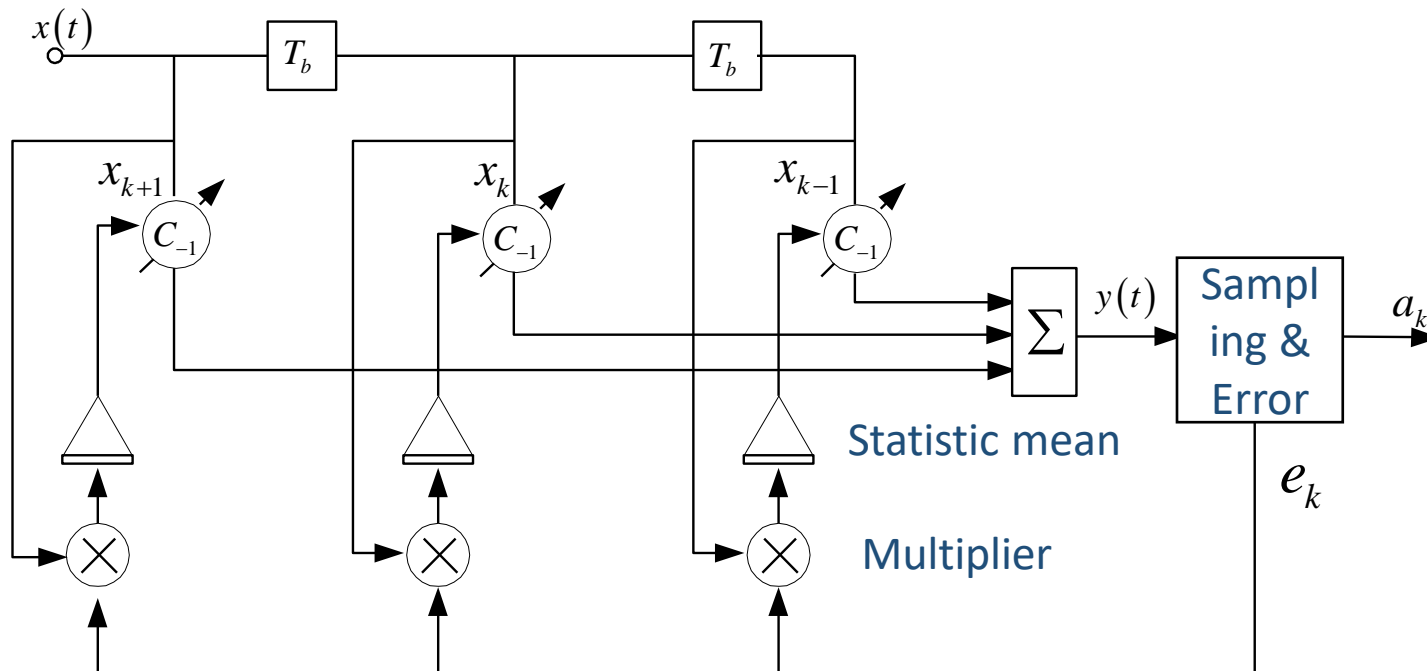 x(t)
T_b
T_b
x_{k+1}
x_k
x_{k-1}
C_{-1}
C_{-1}
C_{-1}
Σ
y(t)
Sampl
ing &
Error
a_k
Statistic mean
e_k
Multiplier